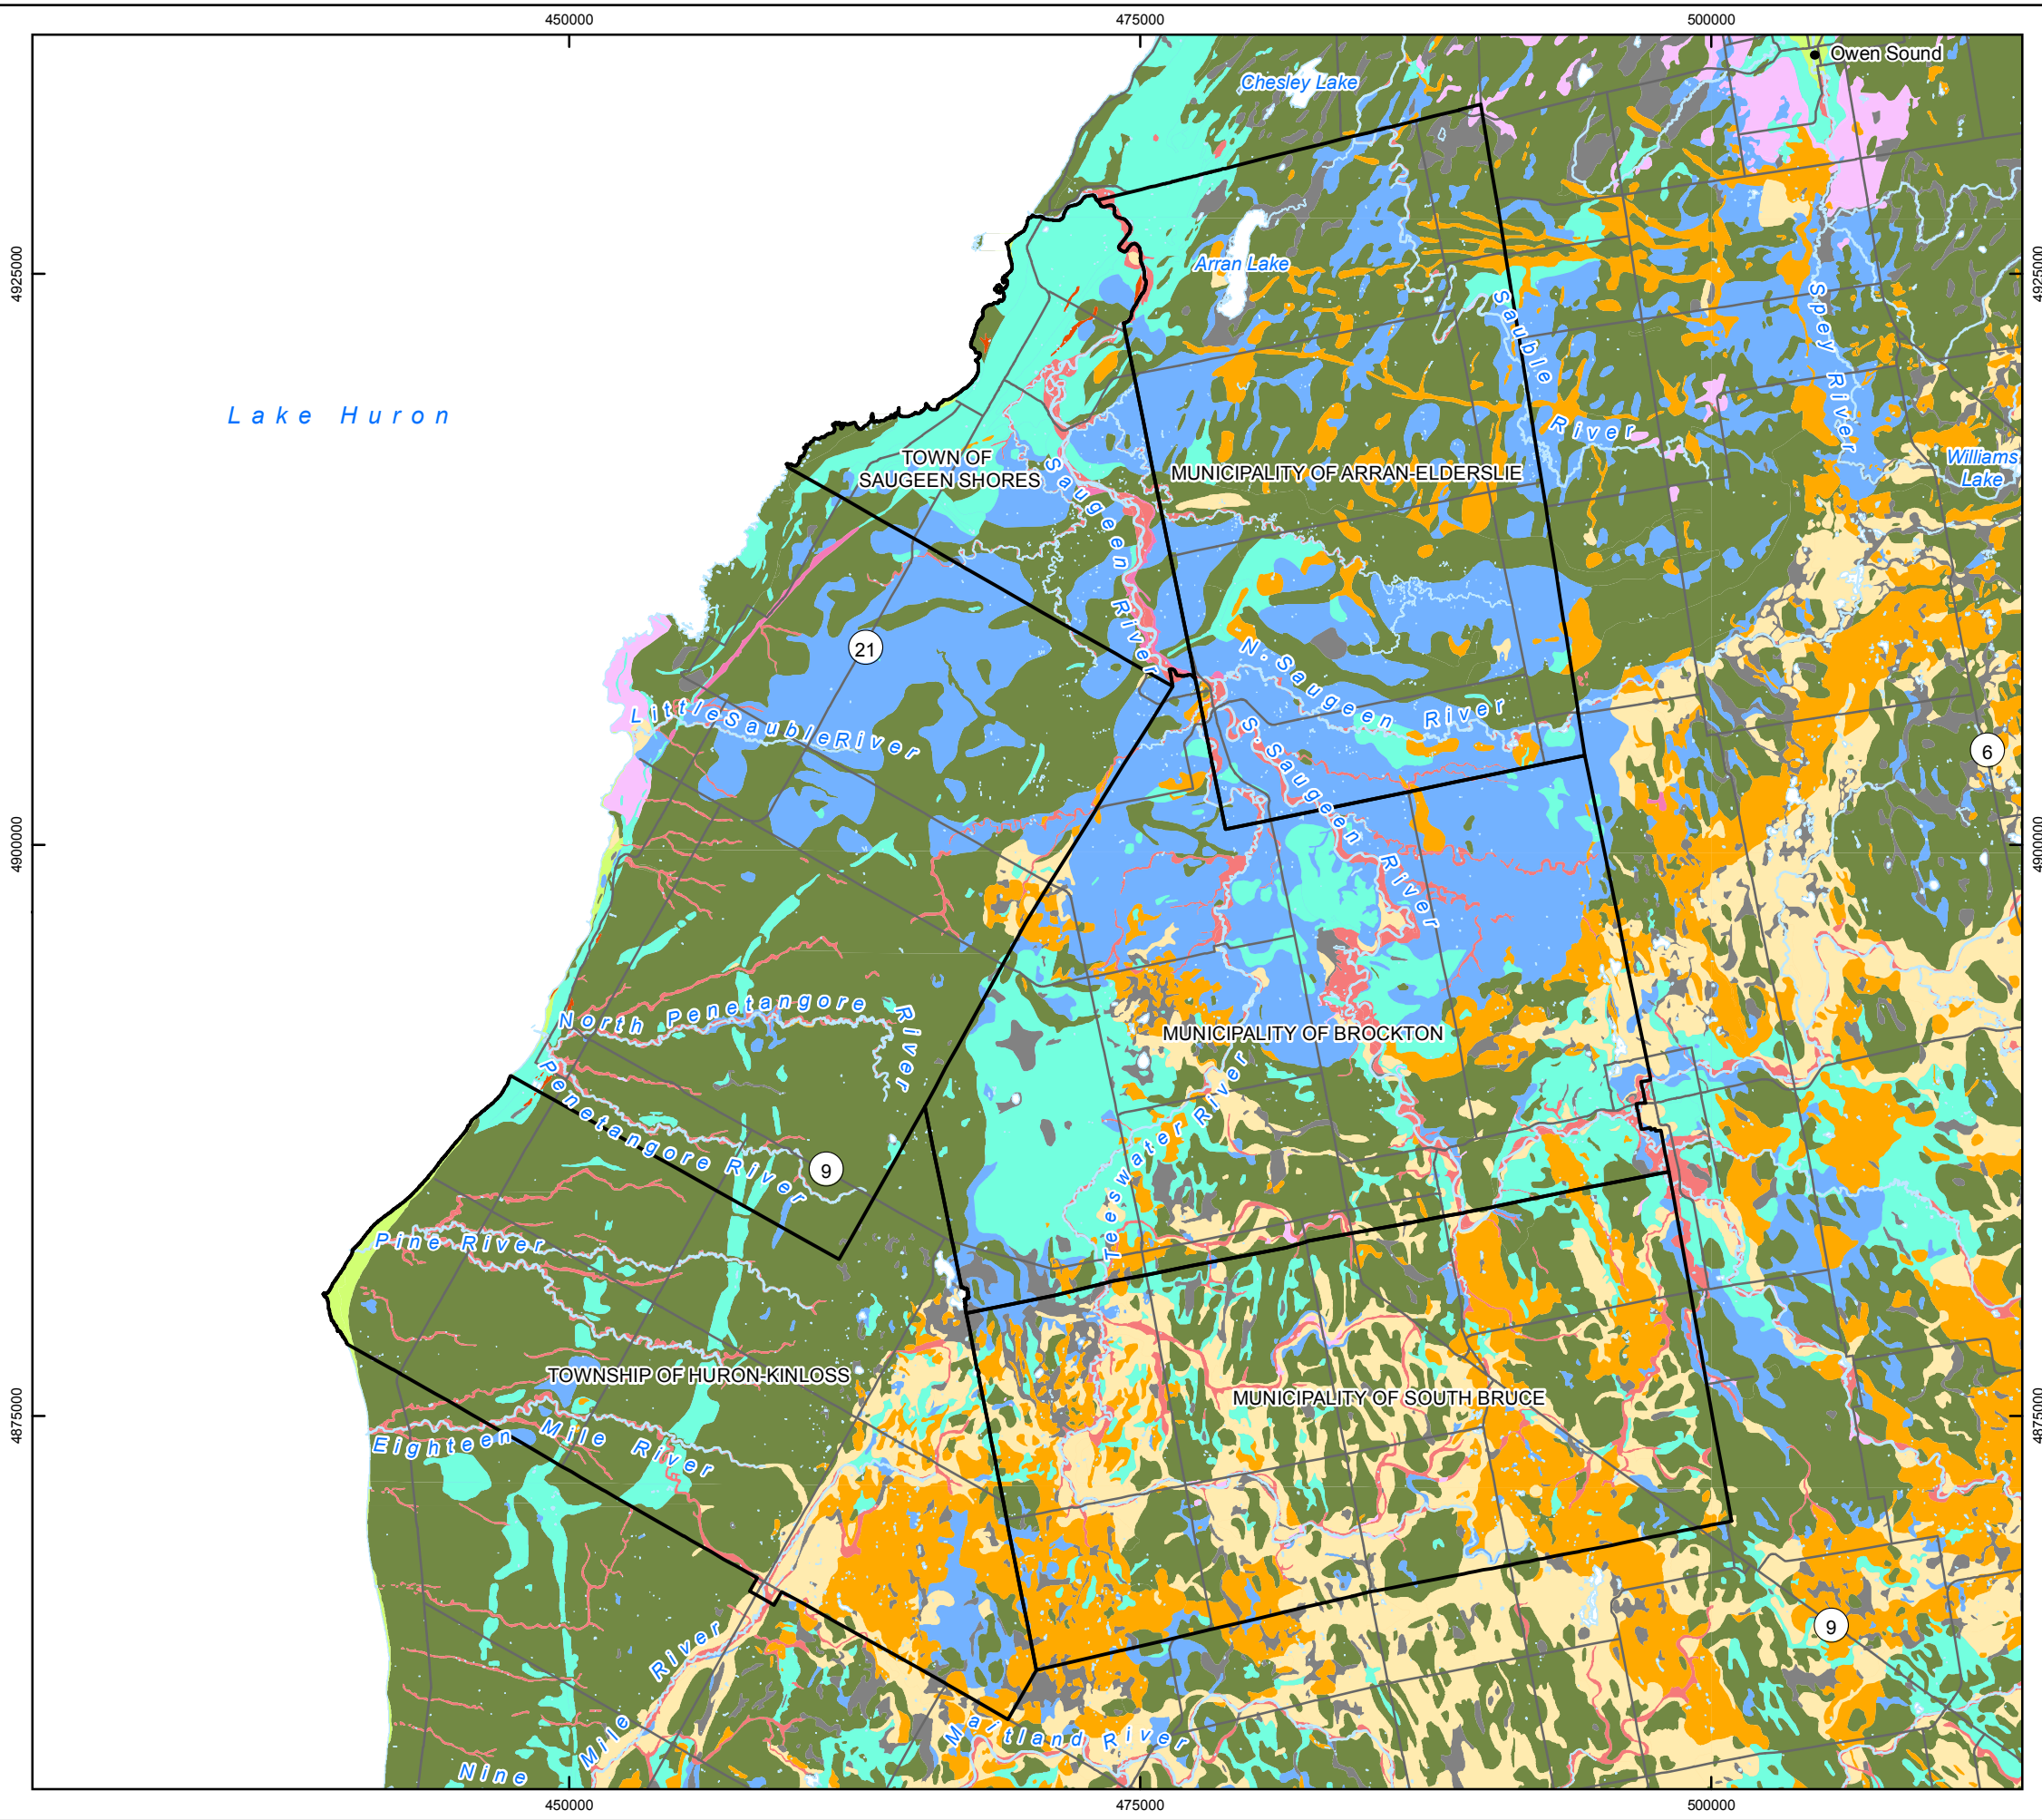 450000
475000
500000
Owen Sound
Chesley Lake
4925000
4925000
Arran Lake
Sauble
River
Spey River
Lake Huron
TOWN OF
SAUGEEN SHORES
MUNICIPALITY OF ARRAN-ELDERSLIE
Williams
Lake
Saugeen River
21
N. Saugeen River
Little Sauble River
S. Saugeen River
6
4900000
4900000
North Penetangore River
MUNICIPALITY OF BROCKTON
Penetangore River
9
Teeswater River
Pine River
TOWNSHIP OF HURON-KINLOSS
MUNICIPALITY OF SOUTH BRUCE
4875000
4875000
Eighteen Mile River
9
Nine Mile River
Maitland River
450000
475000
500000